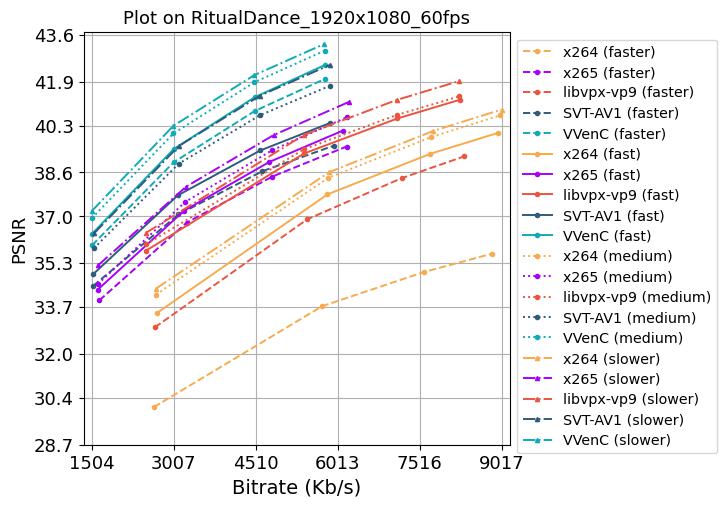 Plot on RitualDance_1920x1080_60fps
43.6
41.9
40.3
38.6
37.0
35.3
33.7
32.0
30.4
28.7
PSNR
1504 3007 4510 6013 7516 9017
Bitrate (Kb/s)
x264 (faster)
x265 (faster)
libvpx-vp9 (faster)
SVT-AV1 (faster)
VVenC (faster)
x264 (fast)
x265 (fast)
libvpx-vp9 (fast)
SVT-AV1 (fast)
VVenC (fast)
x264 (medium)
x265 (medium)
libvpx-vp9 (medium)
SVT-AV1 (medium)
VVenC (medium)
x264 (slower)
x265 (slower)
libvpx-vp9 (slower)
SVT-AV1 (slower)
VVenC (slower)